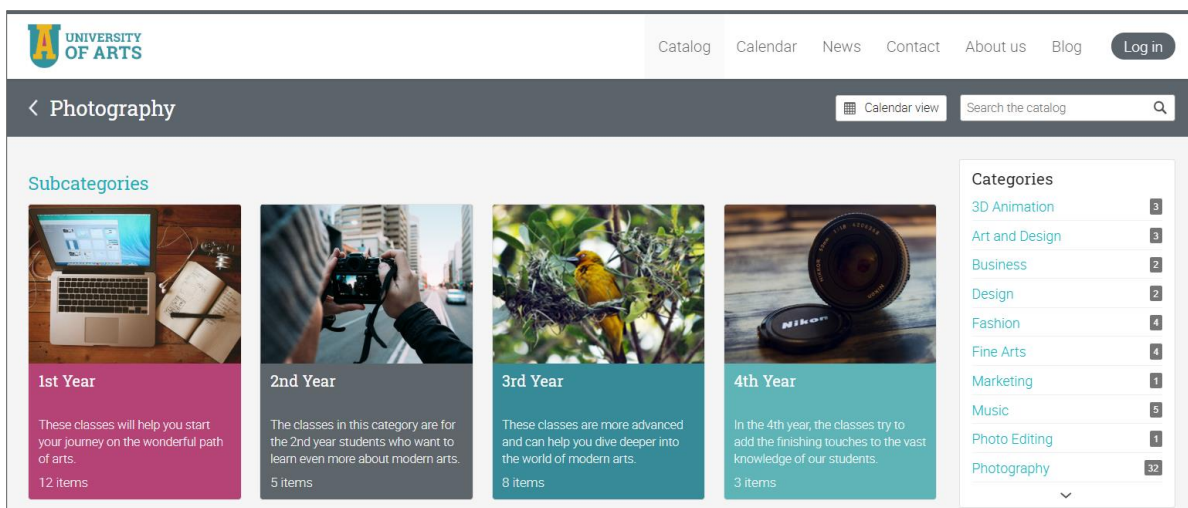 UNIVERSITY
OF ARTS
Catalog Calendar News Contact About us Blog Log in
Photography
Calendar view
Search the catalog
Subcategories
1st Year
These classes will help you start
your journey on the wonderful path
of arts.
12 items
2nd Year
The classes in this category are for
the 2nd year students who want to
learn even more about modern arts.
5 items
3rd Year
These classes are more advanced
and can help you dive deeper into
the world of modern arts.
8 items
Nikon
4th Year
In the 4th year, the classes try to
add the finishing touches to the vast
knowledge of our students.
3 items
Categories
3D Animation 3
Art and Design 3
Business 2
Design 2
Fashion 4
Fine Arts 4
Marketing 1
Music 5
Photo Editing 1
Photography 32